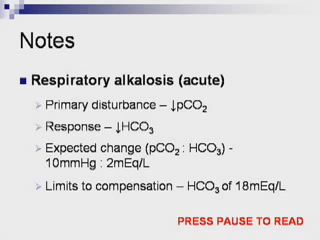 Notes
Respiratory alkalosis (acute)
Primary disturbance – ↓pCO₂
Response – ↓HCO₃
Expected change (pCO₂ : HCO₃) -
10mmHg : 2mEq/L
Limits to compensation – HCO₃ of 18mEq/L
PRESS PAUSE TO READ